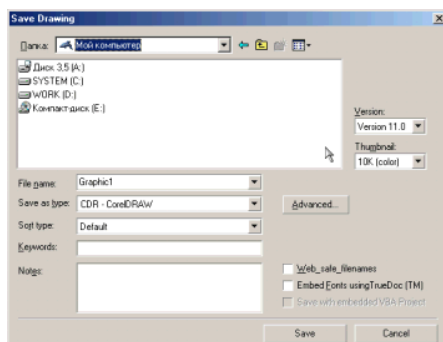 Save Drawing
Папка: Мой компьютер
Диск 3,5 (A:)
SYSTEM (C:)
WORK (D:)
Компакт-диск (E:)
Version:
Version 11.0
Thumbnail:
10K (color)
File name: Graphic1
Save as type: CDR - CorelDRAW
Advanced...
Sort type: Default
Keywords:
Notes:
Web_safe_filenames
Embed Fonts usingTrueDoc (TM)
Save with embedded VBA Project
Save Cancel